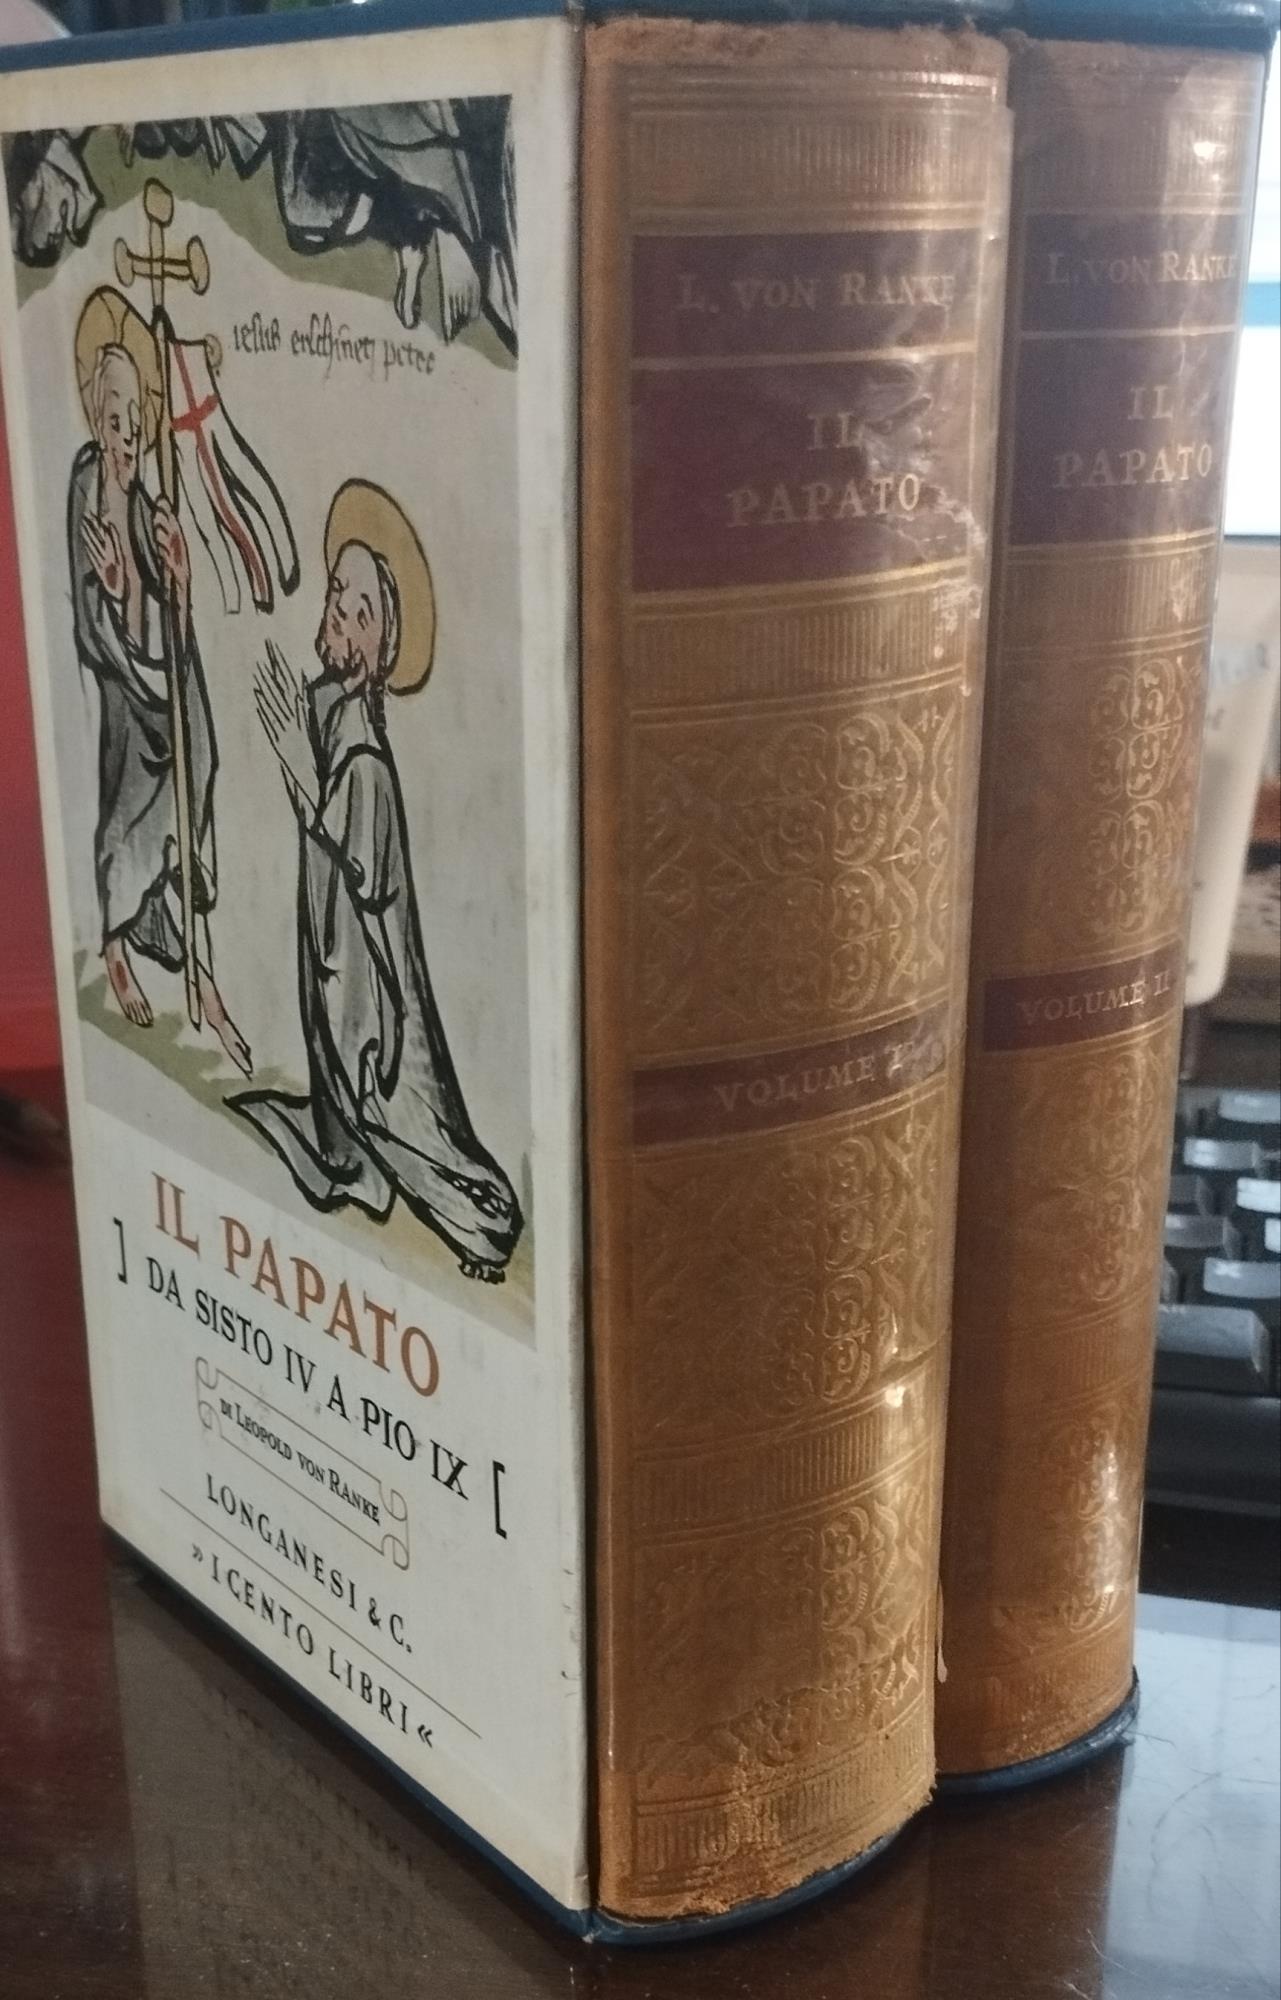 iesus erschinet petre
IL PAPATO
] DA SISTO IV A PIO IX [
DI LEOPOLD VON RANKE
LONGANESI & C.
» I CENTO LIBRI «
L. VON RANKE
IL
PAPATO
VOLUME I
L. VON RANKE
IL
PAPATO
VOLUME II